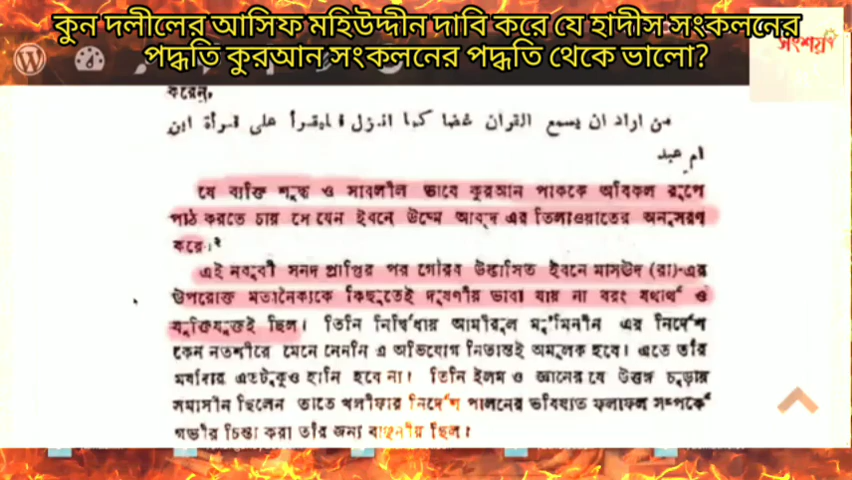 কুন দলীলের আসিফ মহিউদ্দীন দাবি করে যে হাদীস সংকলনের
পদ্ধতি কুরআন সংকলনের পদ্ধতি থেকে ভালো?
সংশয়
করেন,
من اراد ان يسمع القران غضا كما انزل فليقرأ على قرأة ابن
ام عبد
যে ব্যক্তি শুদ্ধ ও সাবলীল ভাবে কুরআন পাককে অবিকল রূপে
পাঠ করতে চায় সে যেন ইবনে উম্মে আবদ এর তিলাওয়াতের অনুসরণ
করে।২
এই নববী সনদ প্রাপ্তির পর গৌরব উদ্ভাসিত ইবনে মাসউদ (রা)-এর
উপরোক্ত মতানৈক্যকে কিছুতেই দূষণীয় ভাবা যায় না বরং যথার্থ ও
যুক্তিযুক্তই ছিল। তিনি নির্দ্বিধায় আমীরুল মুমিনীন এর নির্দেশ
কেন নতশীরে মেনে নেননি এ অভিযোগ নিতান্তই অমূলক হবে। এতে তাঁর
মর্যাদার এতটুকুও হানি হবে না। তিনি ইলম ও জ্ঞানের যে উত্তঙ্গ চূড়ায়
সমাসীন ছিলেন তাতে খলীফার নির্দেশ পালনের ভবিষ্যত ফলাফল সম্পর্কে
গভীর চিন্তা করা তাঁর জন্য বাঞ্ছনীয় ছিল।